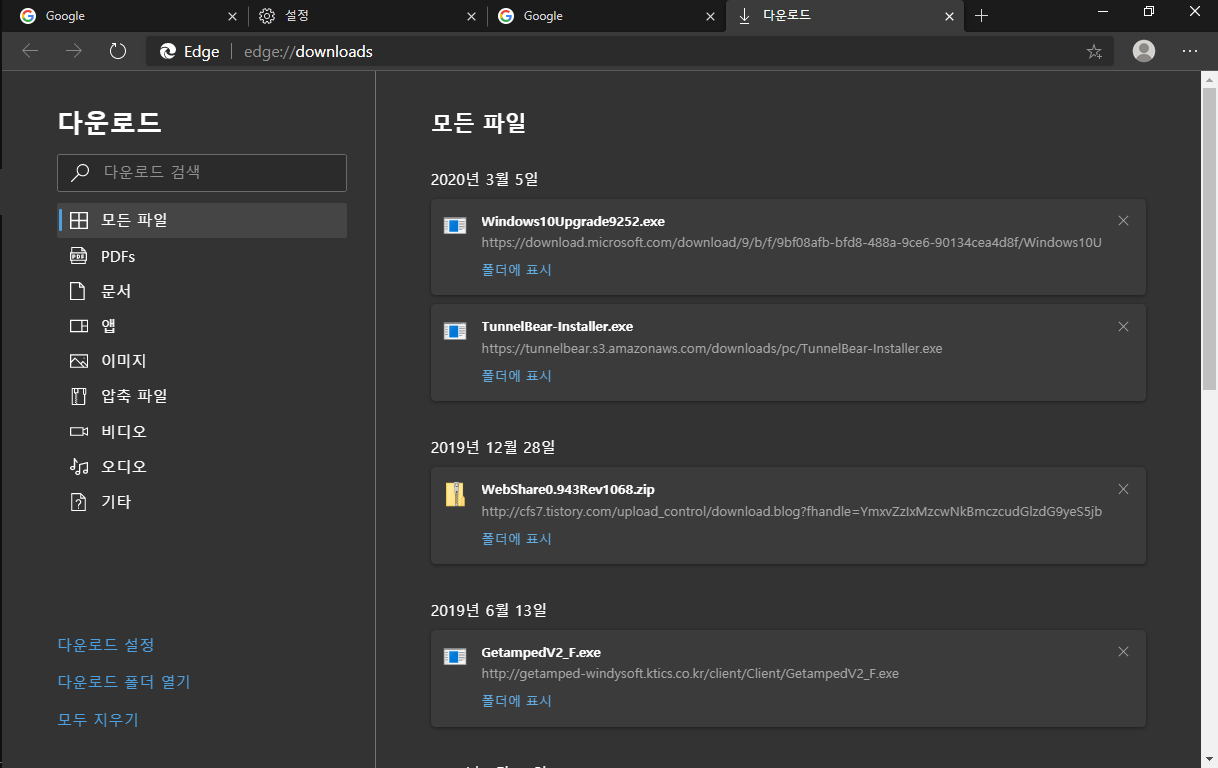 Google
설정
Google
다운로드
Edge
edge://downloads
다운로드
다운로드 검색
모든 파일
PDFs
문서
앱
이미지
압축 파일
비디오
오디오
기타
다운로드 설정
다운로드 폴더 열기
모두 지우기
모든 파일
2020년 3월 5일
Windows10Upgrade9252.exe
https://download.microsoft.com/download/9/b/f/9bf08afb-bfd8-488a-9ce6-90134cea4d8f/Windows10U
폴더에 표시
TunnelBear-Installer.exe
https://tunnelbear.s3.amazonaws.com/downloads/pc/TunnelBear-Installer.exe
폴더에 표시
2019년 12월 28일
WebShare0.943Rev1068.zip
http://cfs7.tistory.com/upload_control/download.blog?fhandle=YmxvZzIxMzcwNkBmczcudGlzdG9yeS5jb
폴더에 표시
2019년 6월 13일
GetampedV2_F.exe
http://getamped-windysoft.ktics.co.kr/client/Client/GetampedV2_F.exe
폴더에 표시